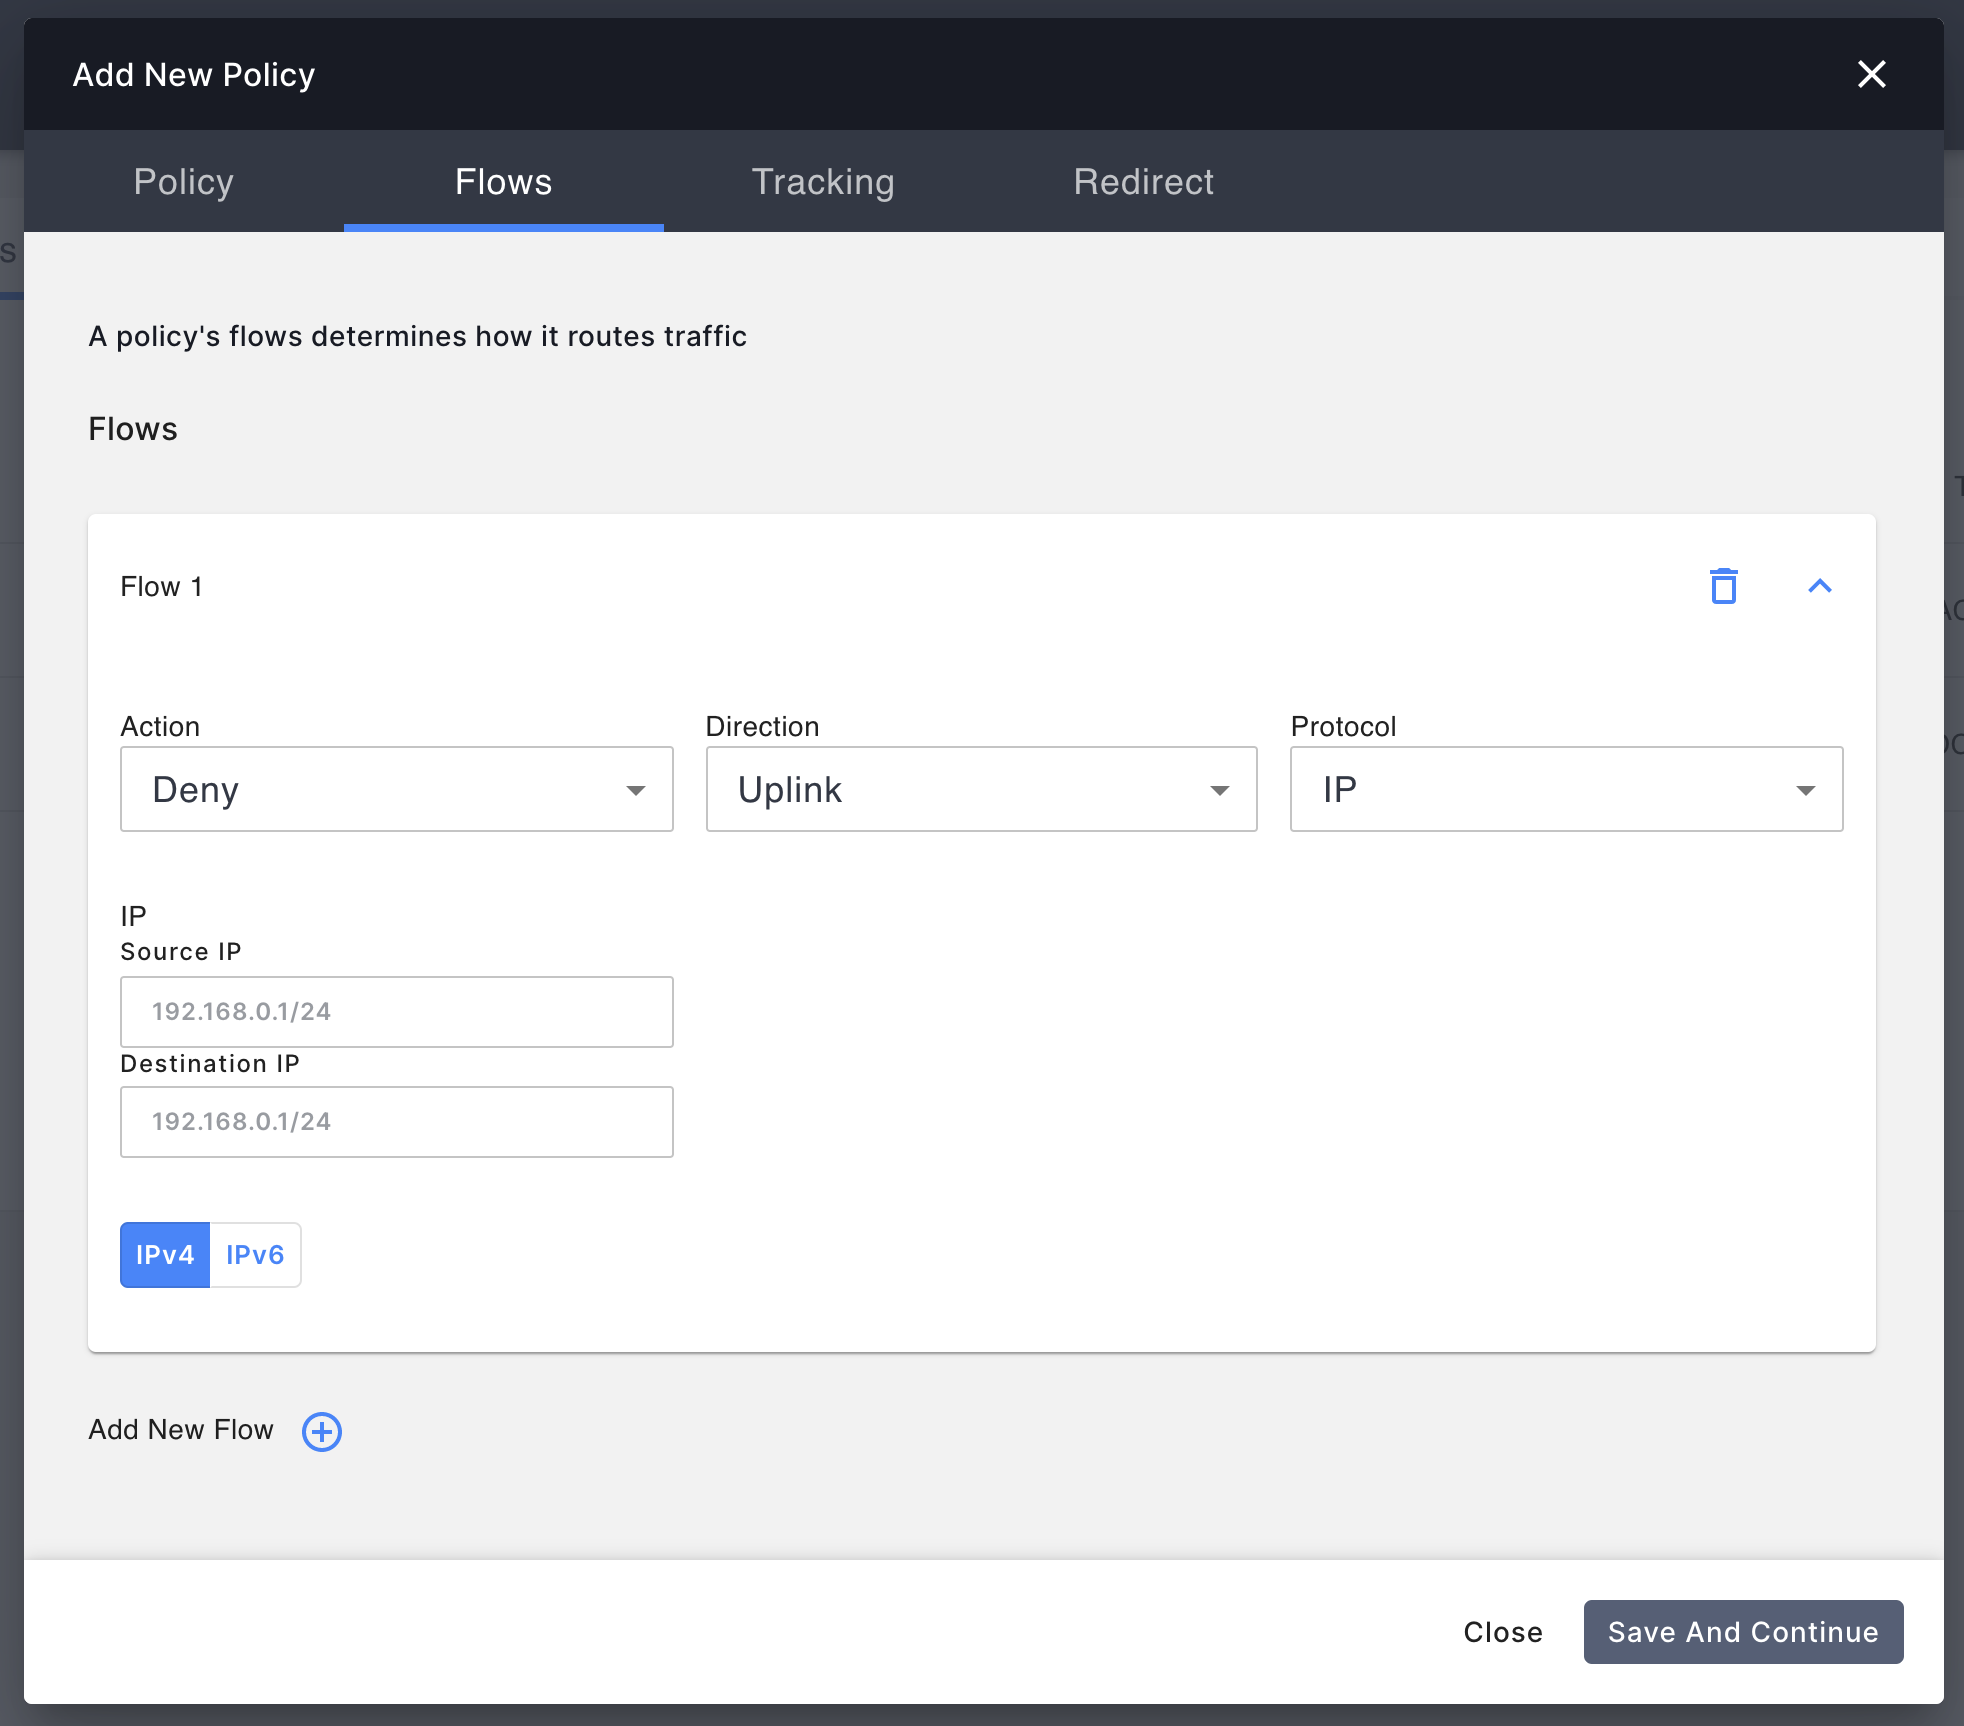 Add New Policy
Policy Flows Tracking Redirect
A policy's flows determines how it routes traffic
Flows
Flow 1
Action Direction Protocol
Deny Uplink IP
IP
Source IP
192.168.0.1/24
Destination IP
192.168.0.1/24
IPv4 IPv6
Add New Flow
Close Save And Continue